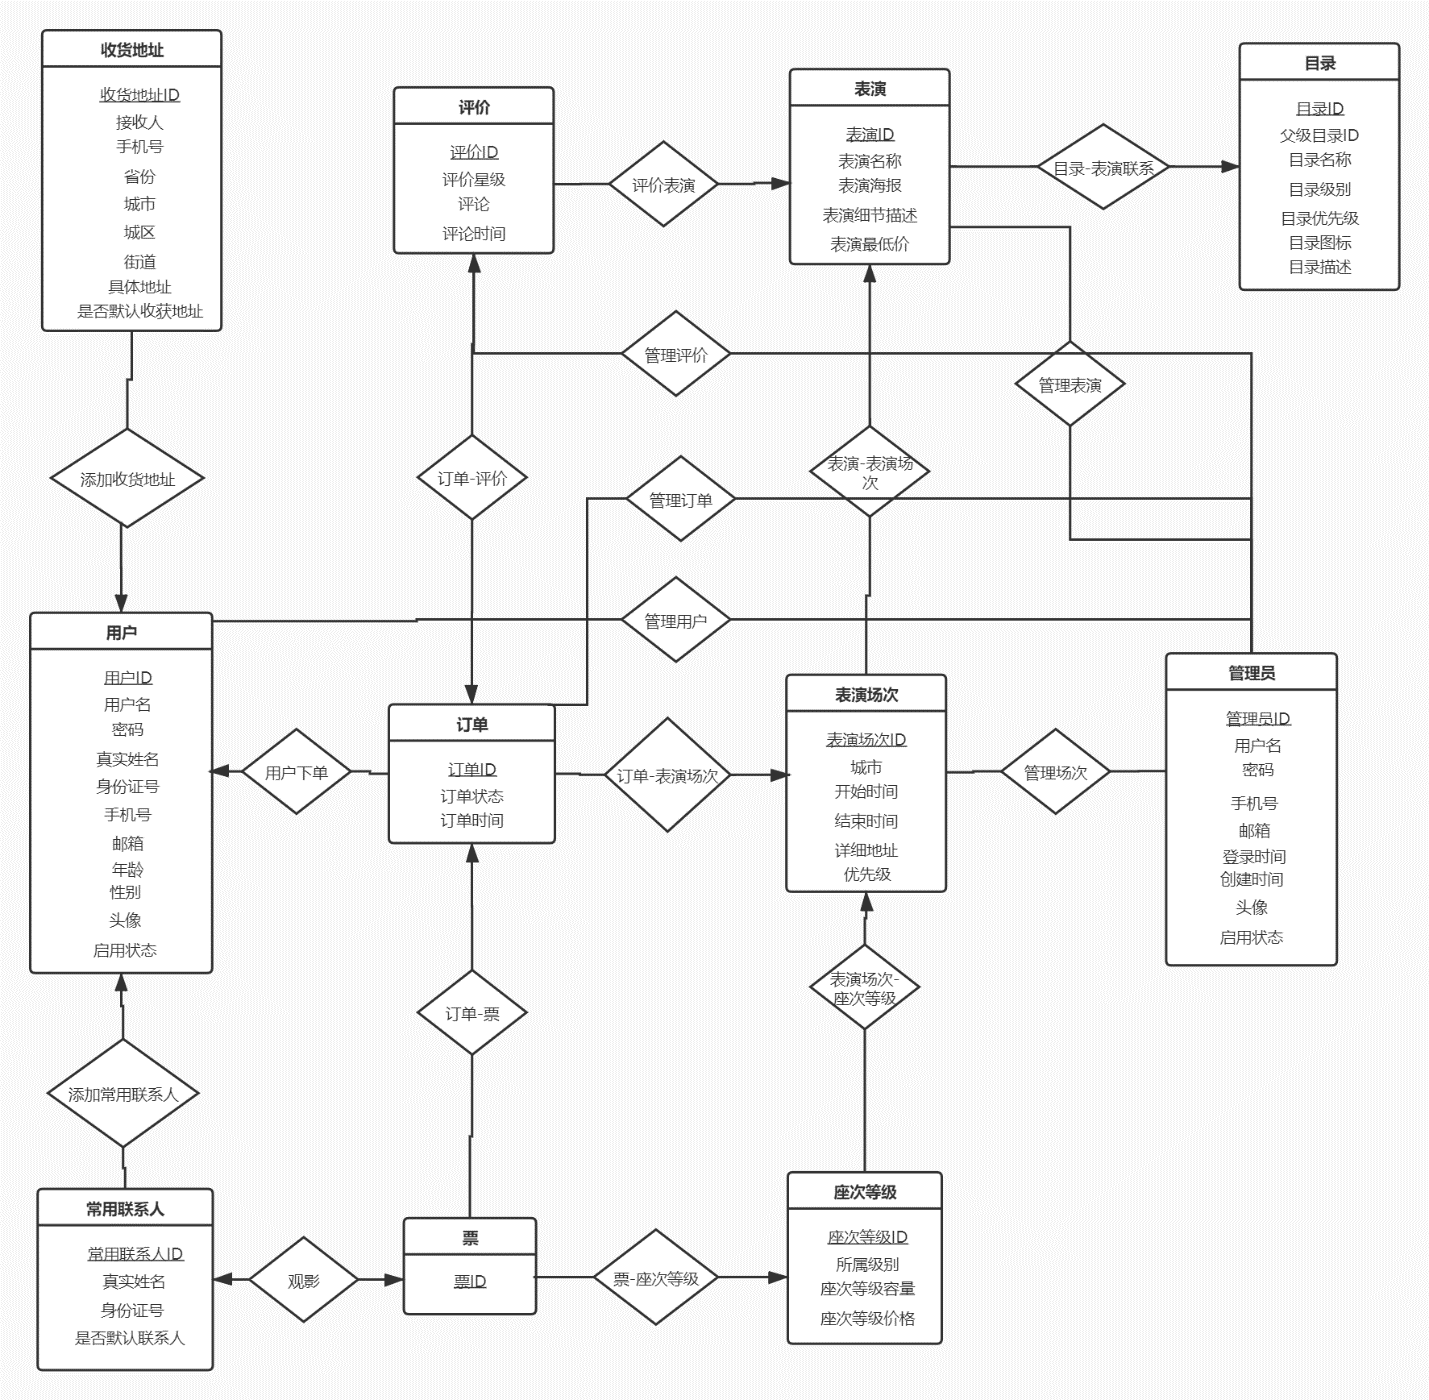 收货地址
收货地址ID
接收人
手机号
省份
城市
城区
街道
具体地址
是否默认收获地址
评价
评价ID
评价星级
评论
评论时间
评价表演
表演
表演ID
表演名称
表演海报
表演细节描述
表演最低价
目录-表演联系
目录
目录ID
父级目录ID
目录名称
目录级别
目录优先级
目录图标
目录描述
管理评价
管理表演
添加收货地址
订单-评价
管理订单
表演-表演场
次
管理用户
用户
用户ID
用户名
密码
真实姓名
身份证号
手机号
邮箱
年龄
性别
头像
启用状态
用户下单
订单
订单ID
订单状态
订单时间
订单-表演场次
表演场次
表演场次ID
城市
开始时间
结束时间
详细地址
优先级
管理场次
管理员
管理员ID
用户名
密码
手机号
邮箱
登录时间
创建时间
头像
启用状态
添加常用联系人
订单-票
表演场次-
座次等级
常用联系人
常用联系人ID
真实姓名
身份证号
是否默认联系人
观影
票
票ID
票-座次等级
座次等级
座次等级ID
所属级别
座次等级容量
座次等级价格